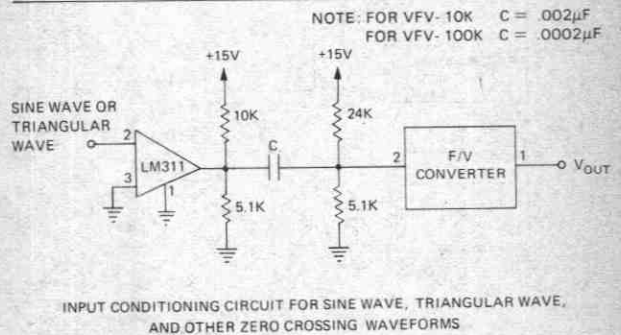 NOTE: FOR VFV- 10K C = .002µF
FOR VFV- 100K C = .0002µF
+15V
+15V
SINE WAVE OR
TRIANGULAR
WAVE
10K
24K
C
2
LM311
3
1
2
F/V
CONVERTER
1
VOUT
5.1K
5.1K
INPUT CONDITIONING CIRCUIT FOR SINE WAVE, TRIANGULAR WAVE,
AND OTHER ZERO CROSSING WAVEFORMS